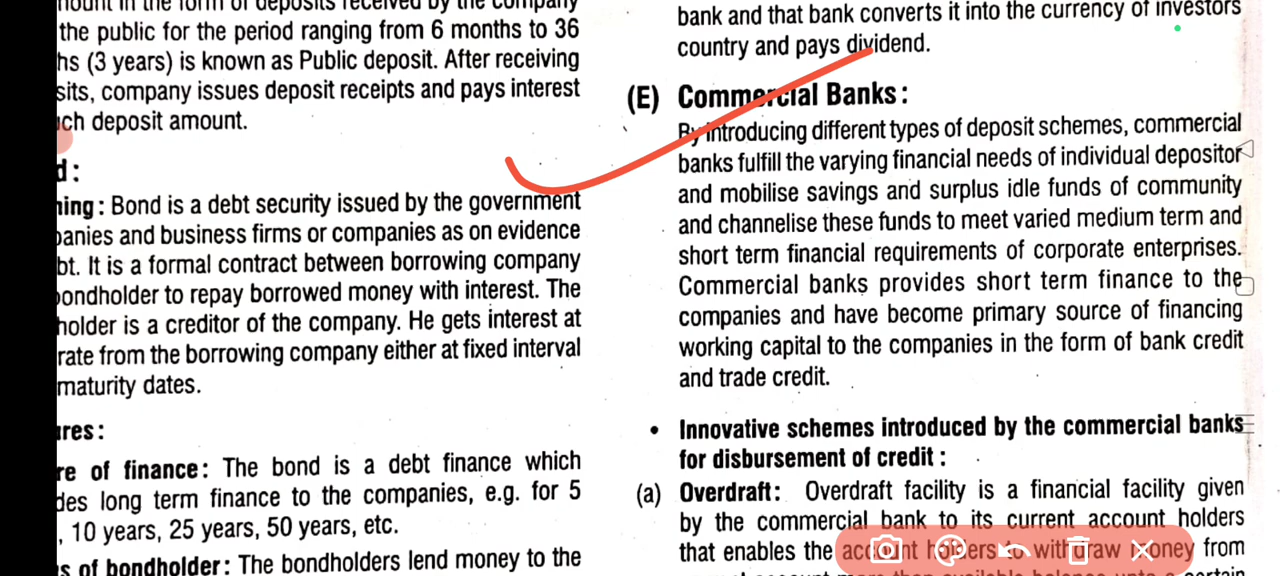 the public for the period ranging from 6 months to 36
(3 years) is known as Public deposit. After receiving
company issues deposit receipts and pays interest
deposit amount.
Bond is a debt security issued by the government
and business firms or companies as on evidence
It is a formal contract between borrowing company
to repay borrowed money with interest. The
holder is a creditor of the company. He gets interest at
rate from the borrowing company either at fixed interval
maturity dates.
of finance: The bond is a debt finance which
long term finance to the companies, e.g. for 5
, 10 years, 25 years, 50 years, etc.
of bondholder: The bondholders lend money to the
bank and that bank converts it into the currency of investors
country and pays dividend.
(E) Commercial Banks:
By introducing different types of deposit schemes, commercial
banks fulfill the varying financial needs of individual depositor
and mobilise savings and surplus idle funds of community
and channelise these funds to meet varied medium term and
short term financial requirements of corporate enterprises.
Commercial banks provides short term finance to the
companies and have become primary source of financing
working capital to the companies in the form of bank credit
and trade credit.
• Innovative schemes introduced by the commercial banks
for disbursement of credit:
(a) Overdraft: Overdraft facility is a financial facility given
by the commercial bank to its current account holders
that enables the account holders to withdraw money from